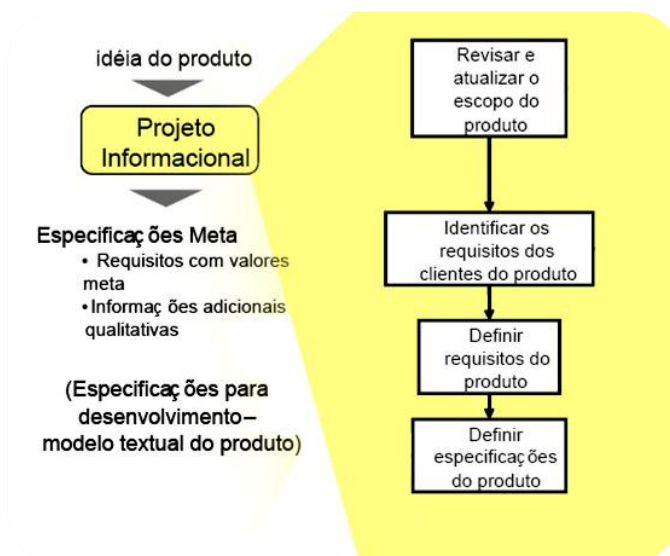 idéia do produto
Projeto
Informacional
Especificaç ões Meta
• Requisitos com valores
meta
•Informaç ões adicionais
qualitativas
(Especificaç ões para
desenvolvimento–
modelo textual do produto)
Revisar e
atualizar o
escopo do
produto
Identificar os
requisitos dos
clientes do produto
Definir
requisitos do
produto
Definir
especificações
do produto